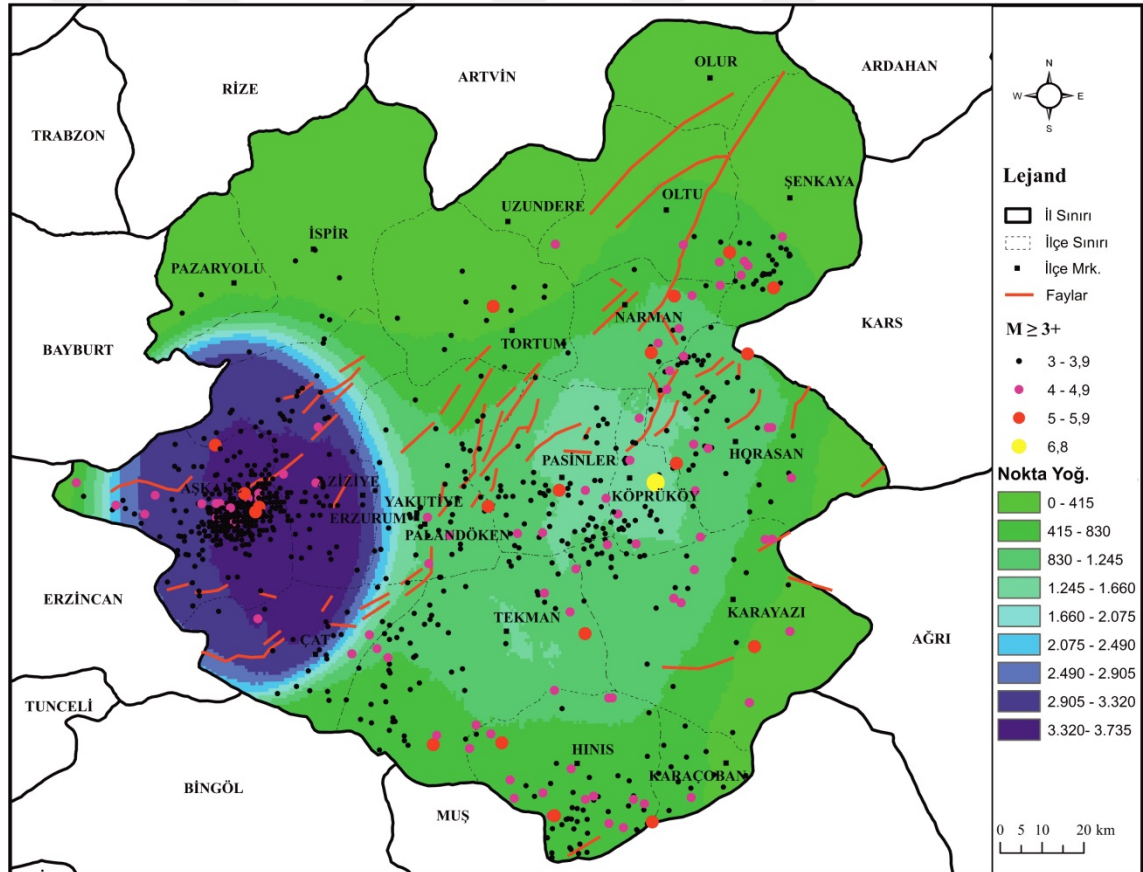 OLUR
ARTVİN
ARDAHAN
RİZE
TRABZON
ŞENKAYA
OLTU
UZUNDERE
İSPİR
PAZARYOLU
NARMAN
KARS
TORTUM
BAYBURT
HORASAN
PASİNLER
AŞKALE
AZİZİYE
KÖPRÜKÖY
YAKUTİYE
ERZURUM
PALANDÖKEN
ERZİNCAN
KARAYAZI
TEKMAN
AĞRI
ÇAT
TUNCELİ
HINIS
KARAÇOBAN
BİNGÖL
MUŞ
N
W E
S
Lejand
İl Sınırı
İlçe Sınırı
İlçe Mrk.
Faylar
M ≥ 3+
3 - 3,9
4 - 4,9
5 - 5,9
6,8
Nokta Yoğ.
0 - 415
415 - 830
830 - 1.245
1.245 - 1.660
1.660 - 2.075
2.075 - 2.490
2.490 - 2.905
2.905 - 3.320
3.320- 3.735
0 5 10 20 km